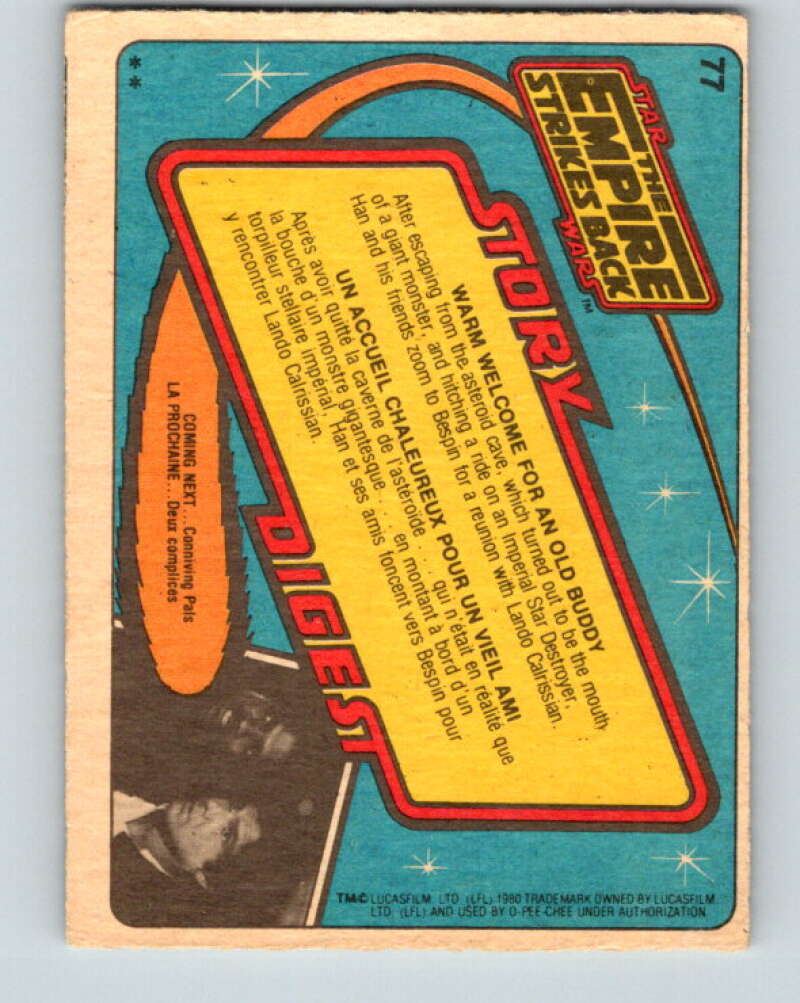 77
STAR
THE
EMPIRE
STRIKES BACK
WARS™
STORY
WARM WELCOME FOR AN OLD BUDDY
After escaping from the asteroid cave, which turned out to be the mouth
of a giant monster, and hitching a ride on an Imperial Star Destroyer,
Han and his friends zoom to Bespin for a reunion with Lando Calrissian.
UN ACCUEIL CHALEUREUX POUR UN VIEIL AMI
Après avoir quitté la caverne de l'astéroïde . . . qui n'était en réalité que
la bouche d'un monstre gigantesque . . . en montant à bord d'un
torpilleur stellaire impérial, Han et ses amis foncent vers Bespin pour
y rencontrer Lando Calrissian.
DIGEST
COMING NEXT . . . Conniving Pals
LA PROCHAINE . . . Deux complices
**
TM© LUCASFILM, LTD. (LFL) 1980 TRADEMARK OWNED BY LUCASFILM,
LTD. (LFL) AND USED BY O-PEE-CHEE UNDER AUTHORIZATION.